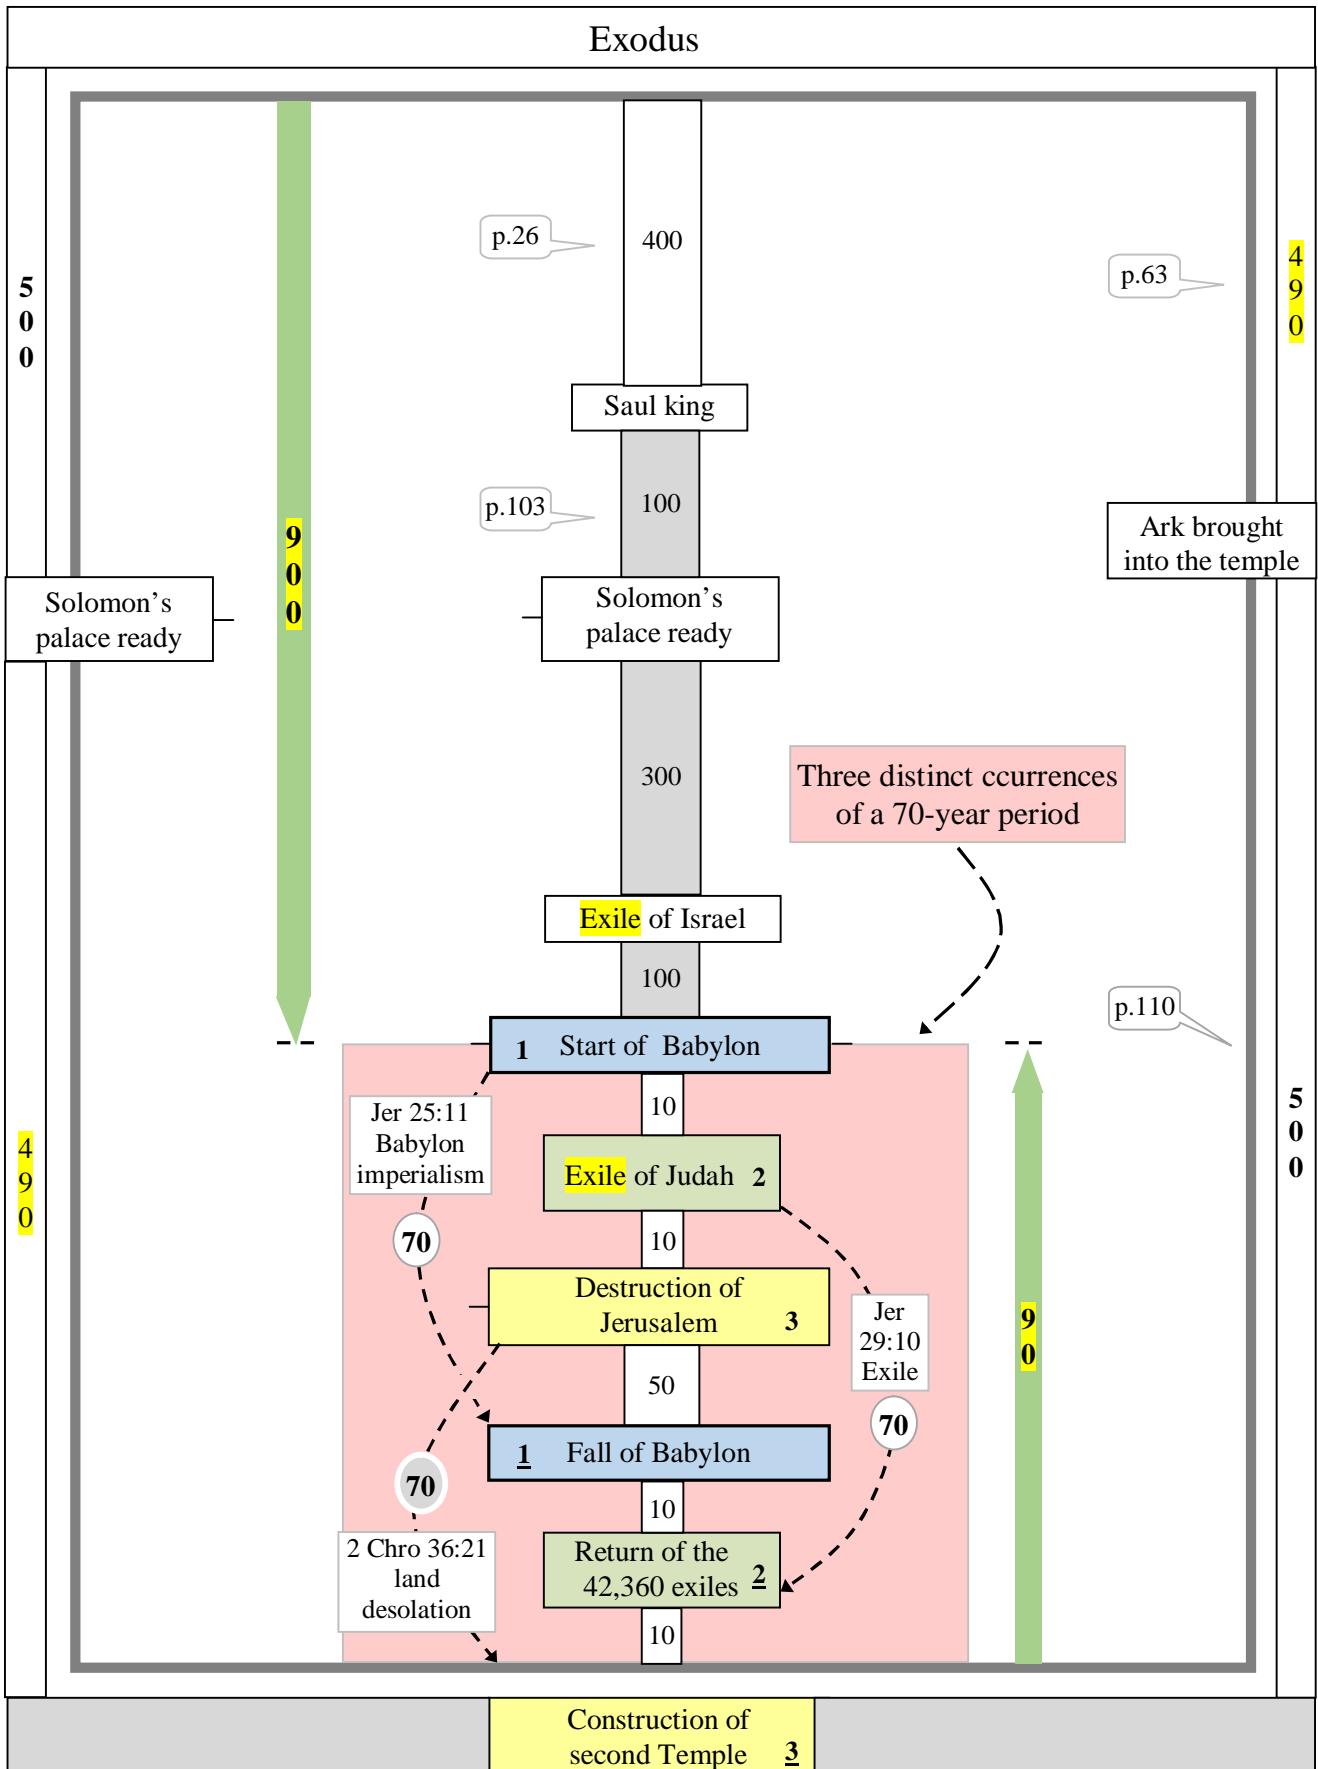 Exodus
p.26
400
p.63
5
0
0
4
9
0
Saul king
p.103
100
9
0
0
Ark brought
into the temple
Solomon’s
palace ready
Solomon’s
palace ready
300
Three distinct ccurrences
of a 70-year period
Exile of Israel
100
p.110
1 Start of Babylon
10
Jer 25:11
Babylon
imperialism
4
9
0
5
0
0
Exile of Judah 2
70
10
Destruction of
Jerusalem 3
Jer
29:10
Exile
9
0
50
70
1 Fall of Babylon
70
10
2 Chro 36:21
land
desolation
Return of the
42,360 exiles 2
10
Construction of
second Temple 3